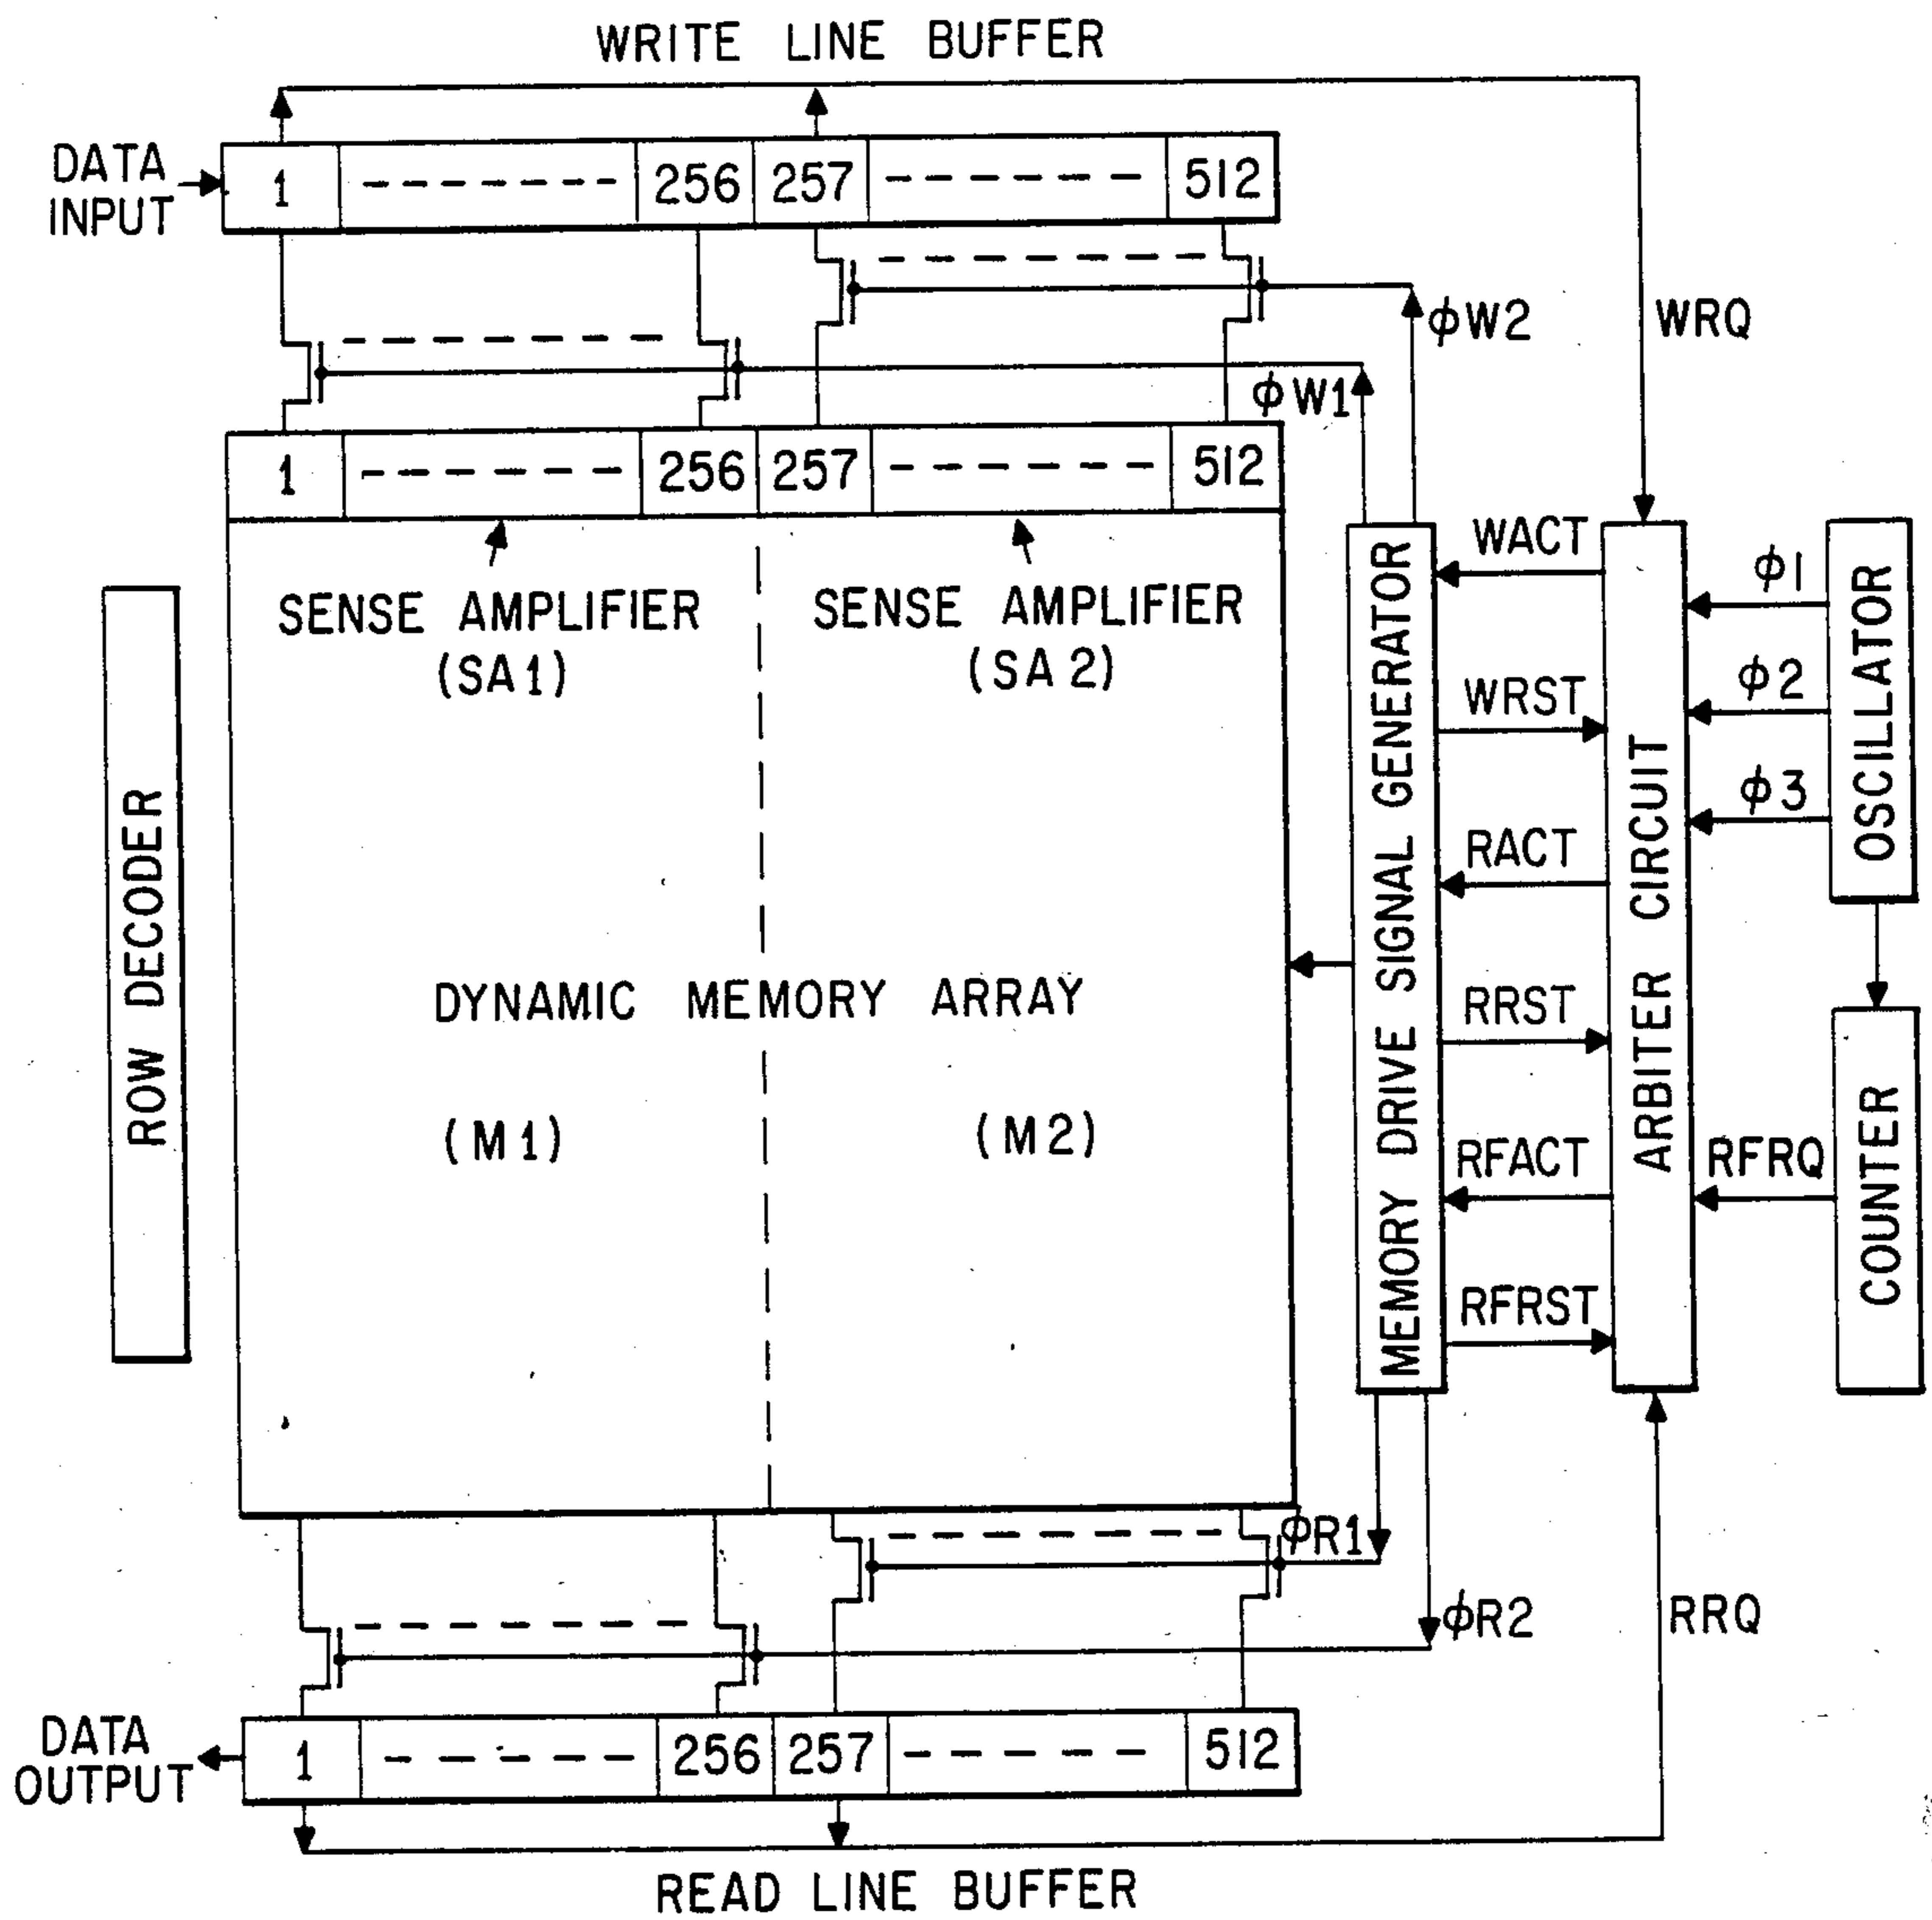 WRITE LINE BUFFER
DATA
INPUT
1
256
257
512
ϕW2
WRQ
ϕW1
1
256
257
512
SENSE AMPLIFIER
(SA1)
SENSE AMPLIFIER
(SA2)
ROW DECODER
DYNAMIC MEMORY ARRAY
(M1)
(M2)
MEMORY DRIVE SIGNAL GENERATOR
WACT
WRST
RACT
RRST
RFACT
RFRST
ARBITER CIRCUIT
ϕ1
ϕ2
ϕ3
RFRQ
OSCILLATOR
COUNTER
ϕR1
ϕR2
RRQ
DATA
OUTPUT
1
256
257
512
READ LINE BUFFER